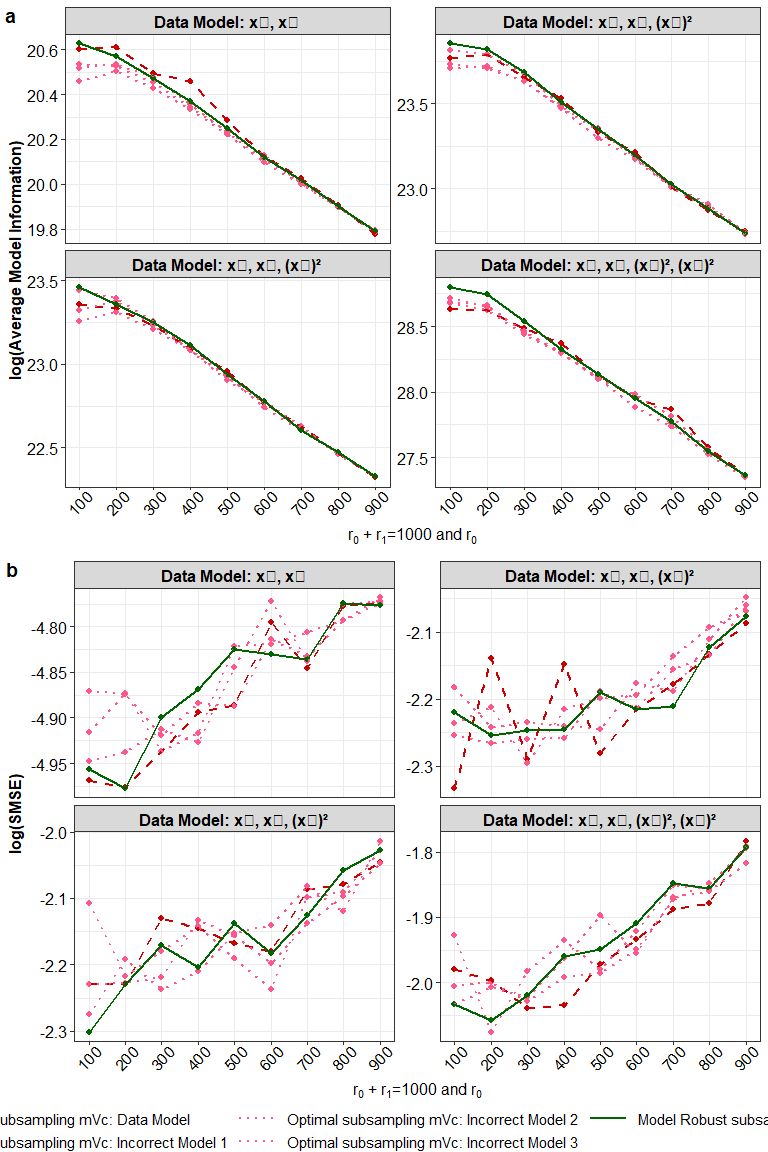 a
Data Model: x▯, x▯
Data Model: x▯, x▯, (x▯)²
20.6
20.4
20.2
20.0
19.8
23.5
23.0
log(Average Model Information)
Data Model: x▯, x▯, (x▯)²
Data Model: x▯, x▯, (x▯)², (x▯)²
23.5
23.0
22.5
28.5
28.0
27.5
100 200 300 400 500 600 700 800 900
100 200 300 400 500 600 700 800 900
r₀ + r₁=1000 and r₀
b
Data Model: x▯, x▯
Data Model: x▯, x▯, (x▯)²
-4.80
-4.85
-4.90
-4.95
-2.1
-2.2
-2.3
log(SMSE)
Data Model: x▯, x▯, (x▯)²
Data Model: x▯, x▯, (x▯)², (x▯)²
-2.0
-2.1
-2.2
-2.3
-1.8
-1.9
-2.0
100 200 300 400 500 600 700 800 900
100 200 300 400 500 600 700 800 900
r₀ + r₁=1000 and r₀
ubsampling mVc: Data Model
Optimal subsampling mVc: Incorrect Model 2
Model Robust subsa
ubsampling mVc: Incorrect Model 1
Optimal subsampling mVc: Incorrect Model 3